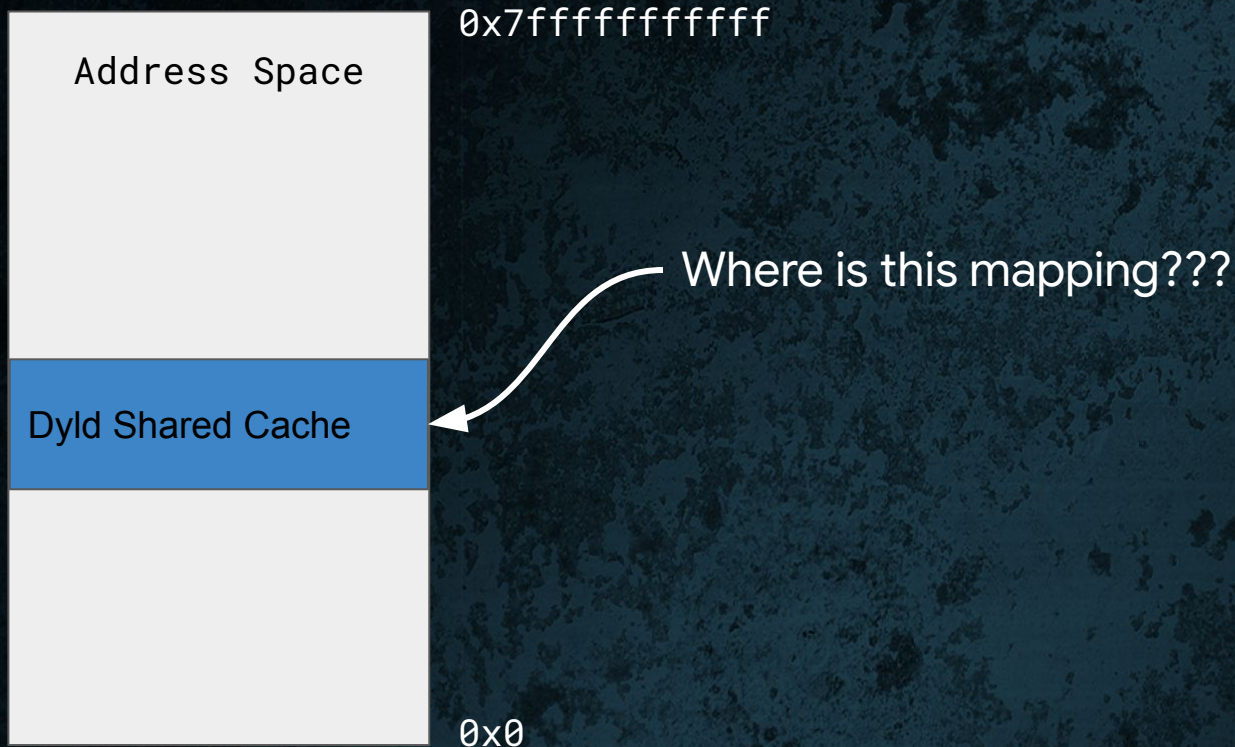 0x7fffffffffff
Address Space
Where is this mapping???
Dyld Shared Cache
0x0